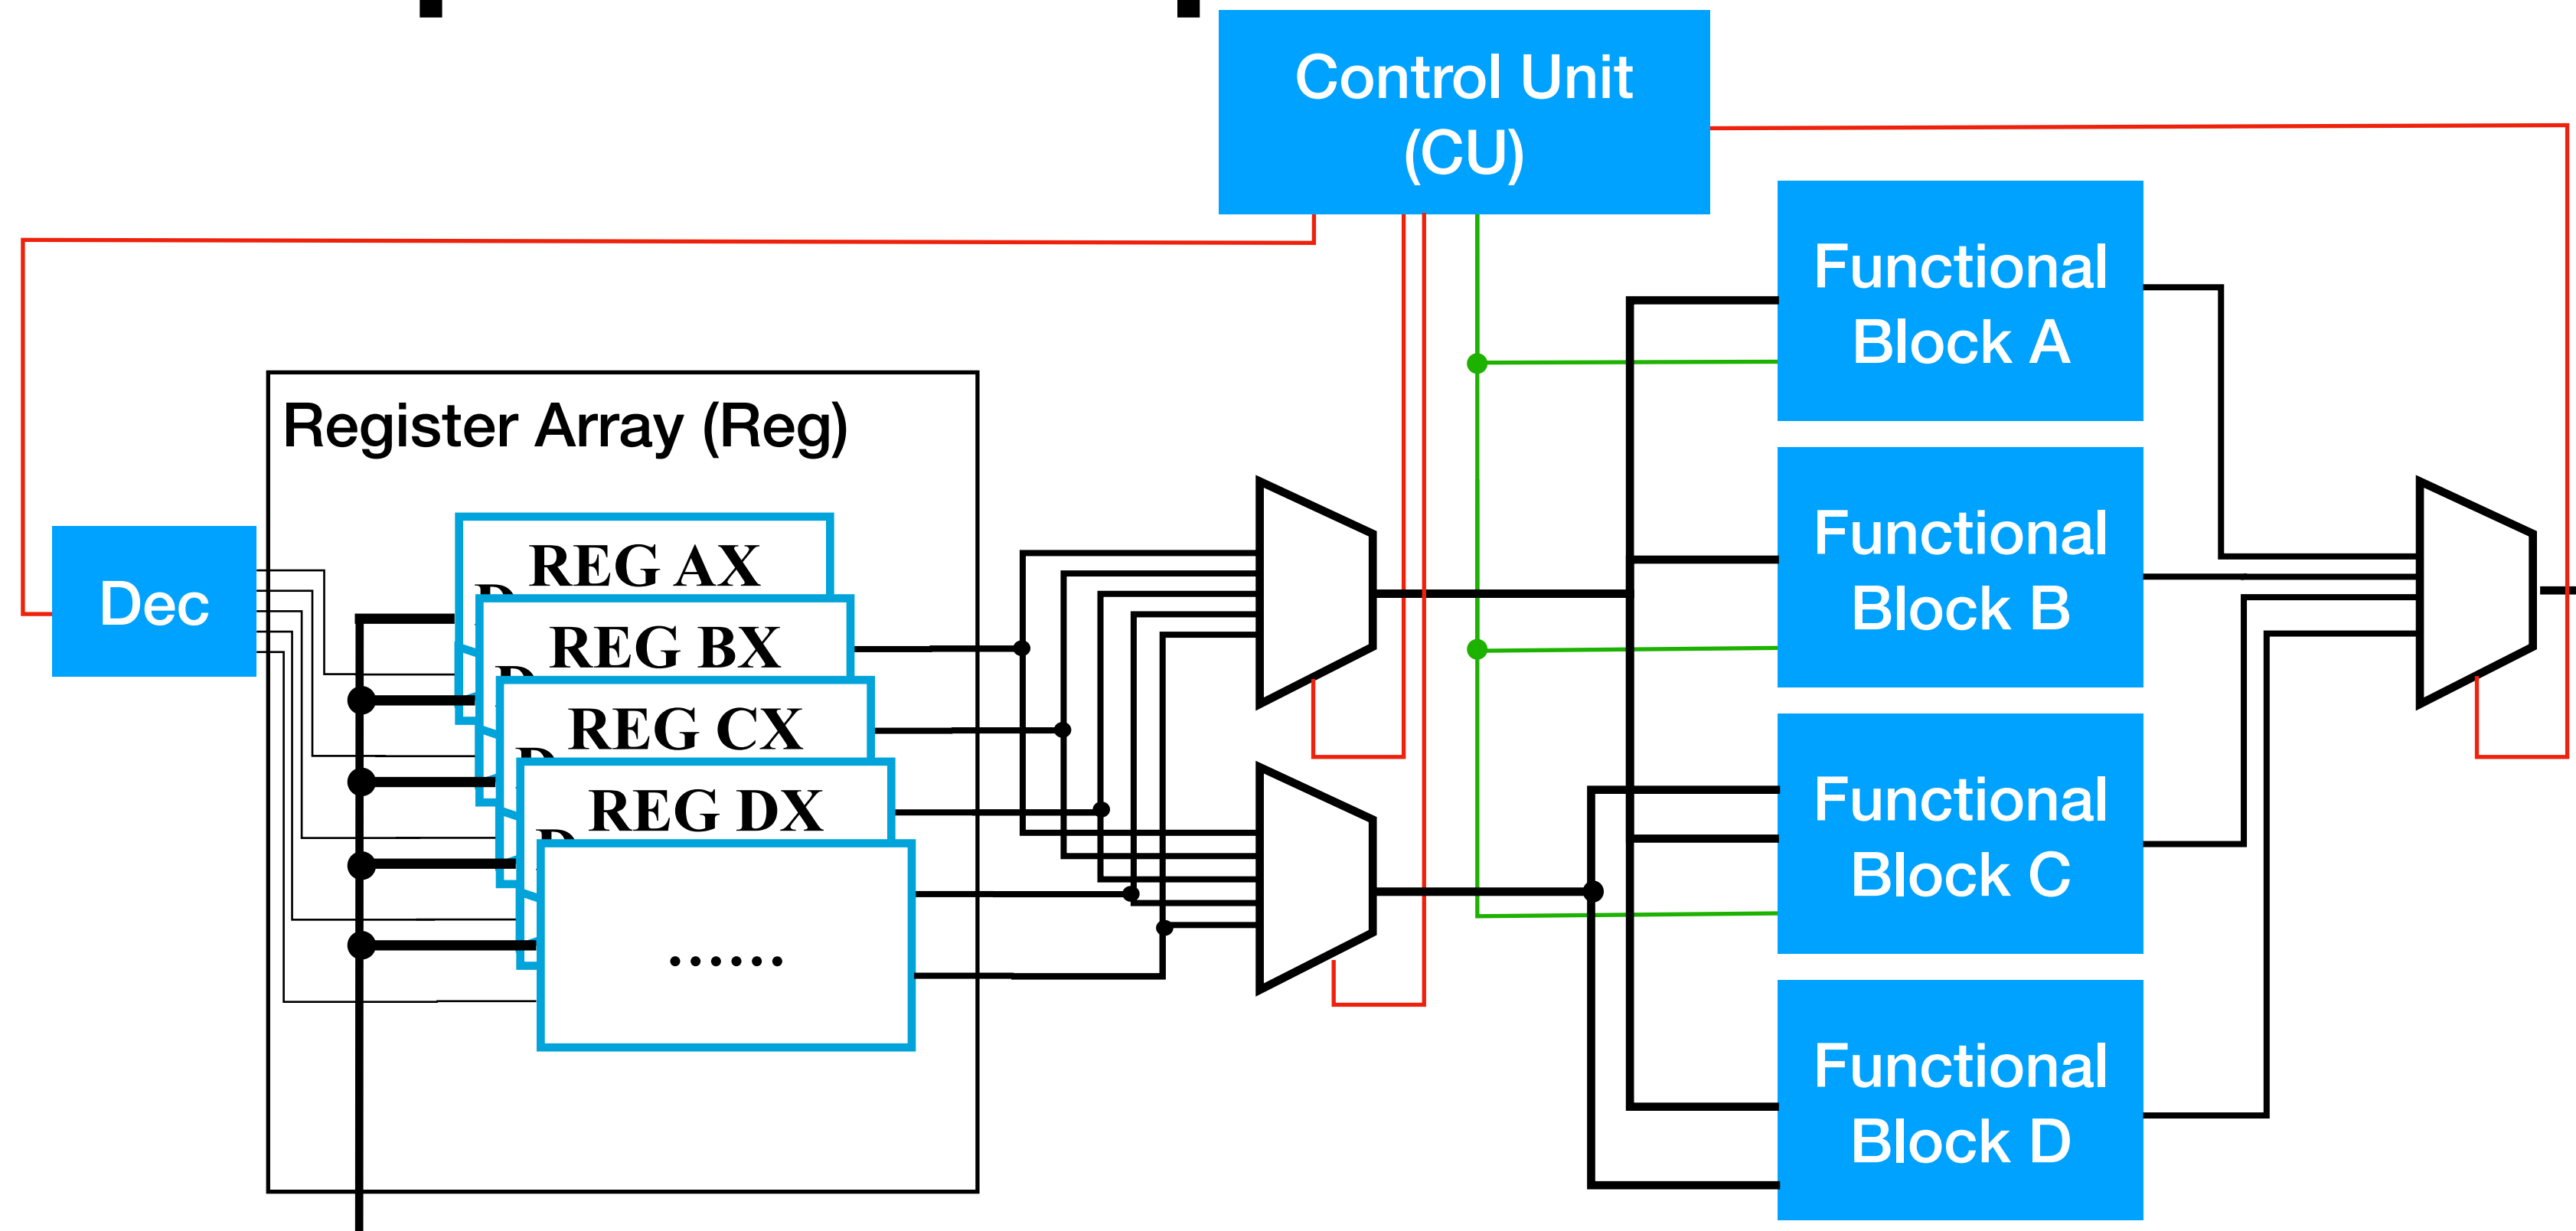 Control Unit
(CU)
Functional
Block A
Register Array (Reg)
Dec
REG AX
D
REG BX
D
REG CX
D
REG DX
D
......
Functional
Block B
Functional
Block C
Functional
Block D